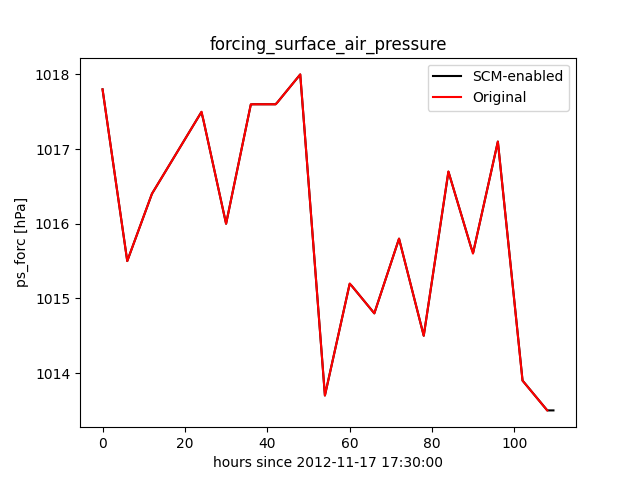 forcing_surface_air_pressure
SCM-enabled
Original
1018
1017
1016
1015
1014
ps_forc [hPa]
0 20 40 60 80 100
hours since 2012-11-17 17:30:00